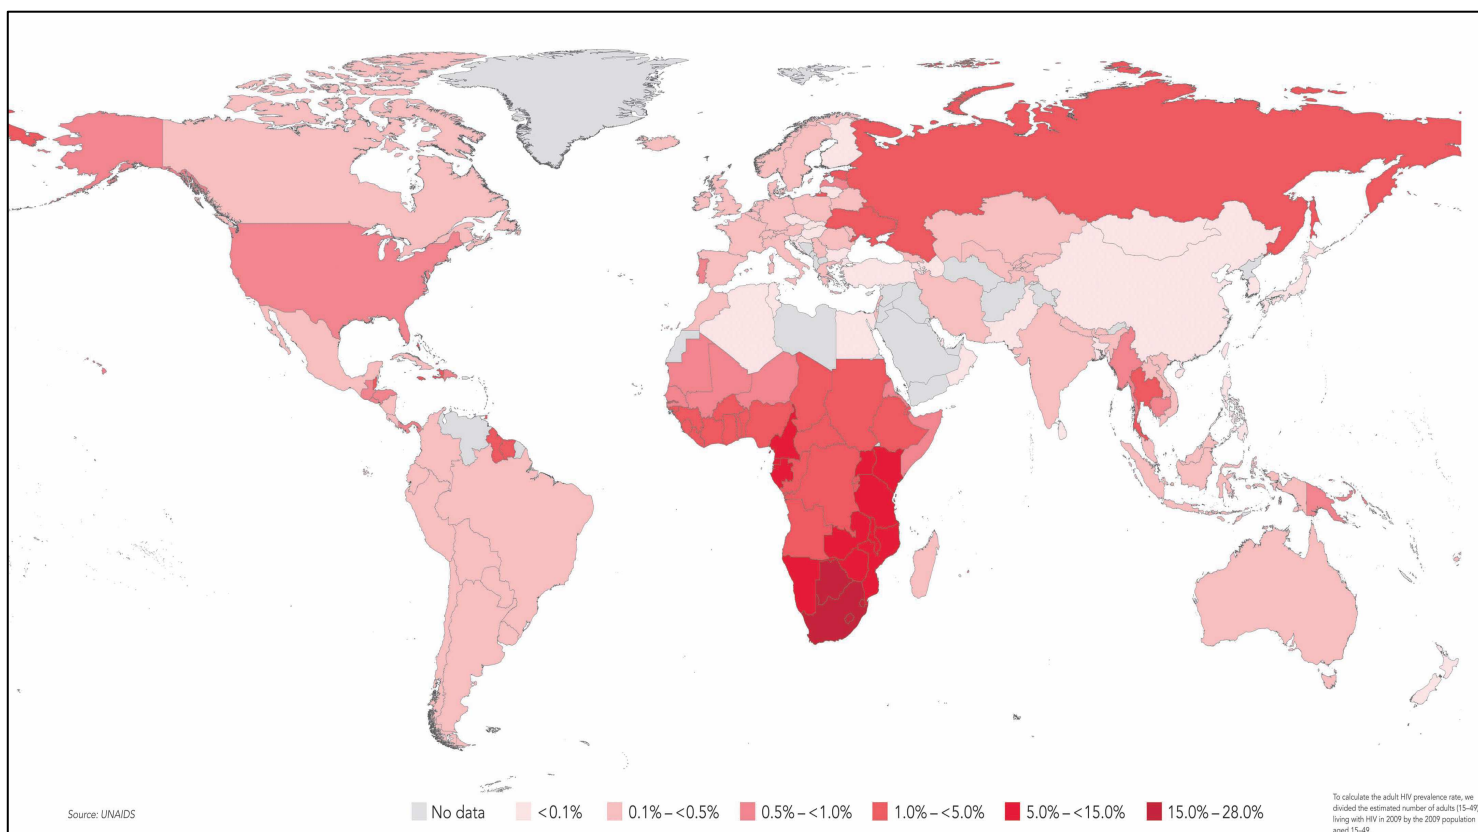 Source: UNAIDS
No data <0.1% 0.1% – <0.5% 0.5% – <1.0% 1.0% – <5.0% 5.0% – <15.0% 15.0% – 28.0%
To calculate the adult HIV prevalence rate, we
divided the estimated number of adults (15–49)
living with HIV in 2009 by the 2009 population
aged 15–49.